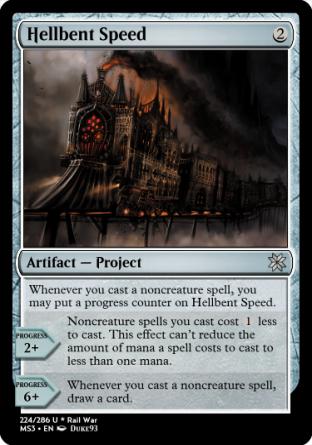 Hellbent Speed 2
Artifact — Project
Whenever you cast a noncreature spell, you
may put a progress counter on Hellbent Speed.
PROGRESS
2+
Noncreature spells you cast cost 1 less
to cast. This effect can't reduce the
amount of mana a spell costs to cast to
less than one mana.
PROGRESS
6+
Whenever you cast a noncreature spell,
draw a card.
224/286 U * Rail War
MS3 • EN DUKE93